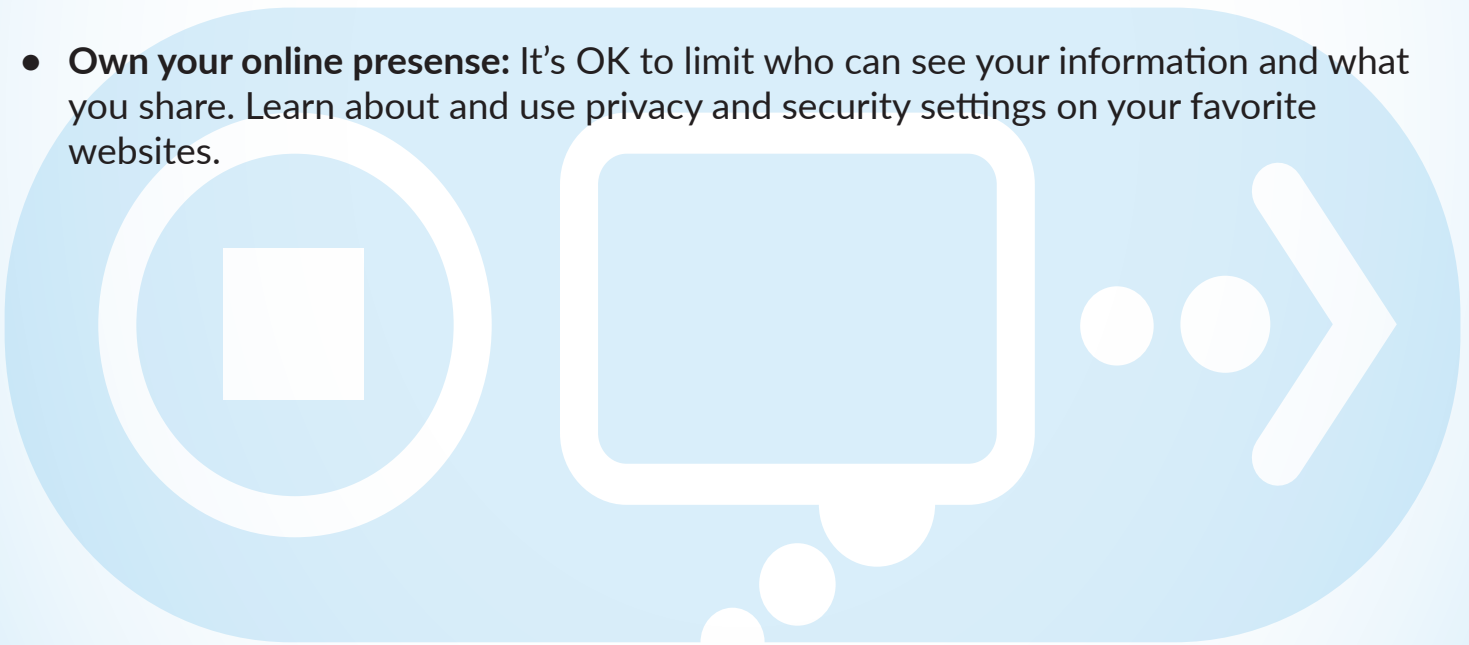 ● Own your online presense: It’s OK to limit who can see your information and what
you share. Learn about and use privacy and security settings on your favorite
websites.